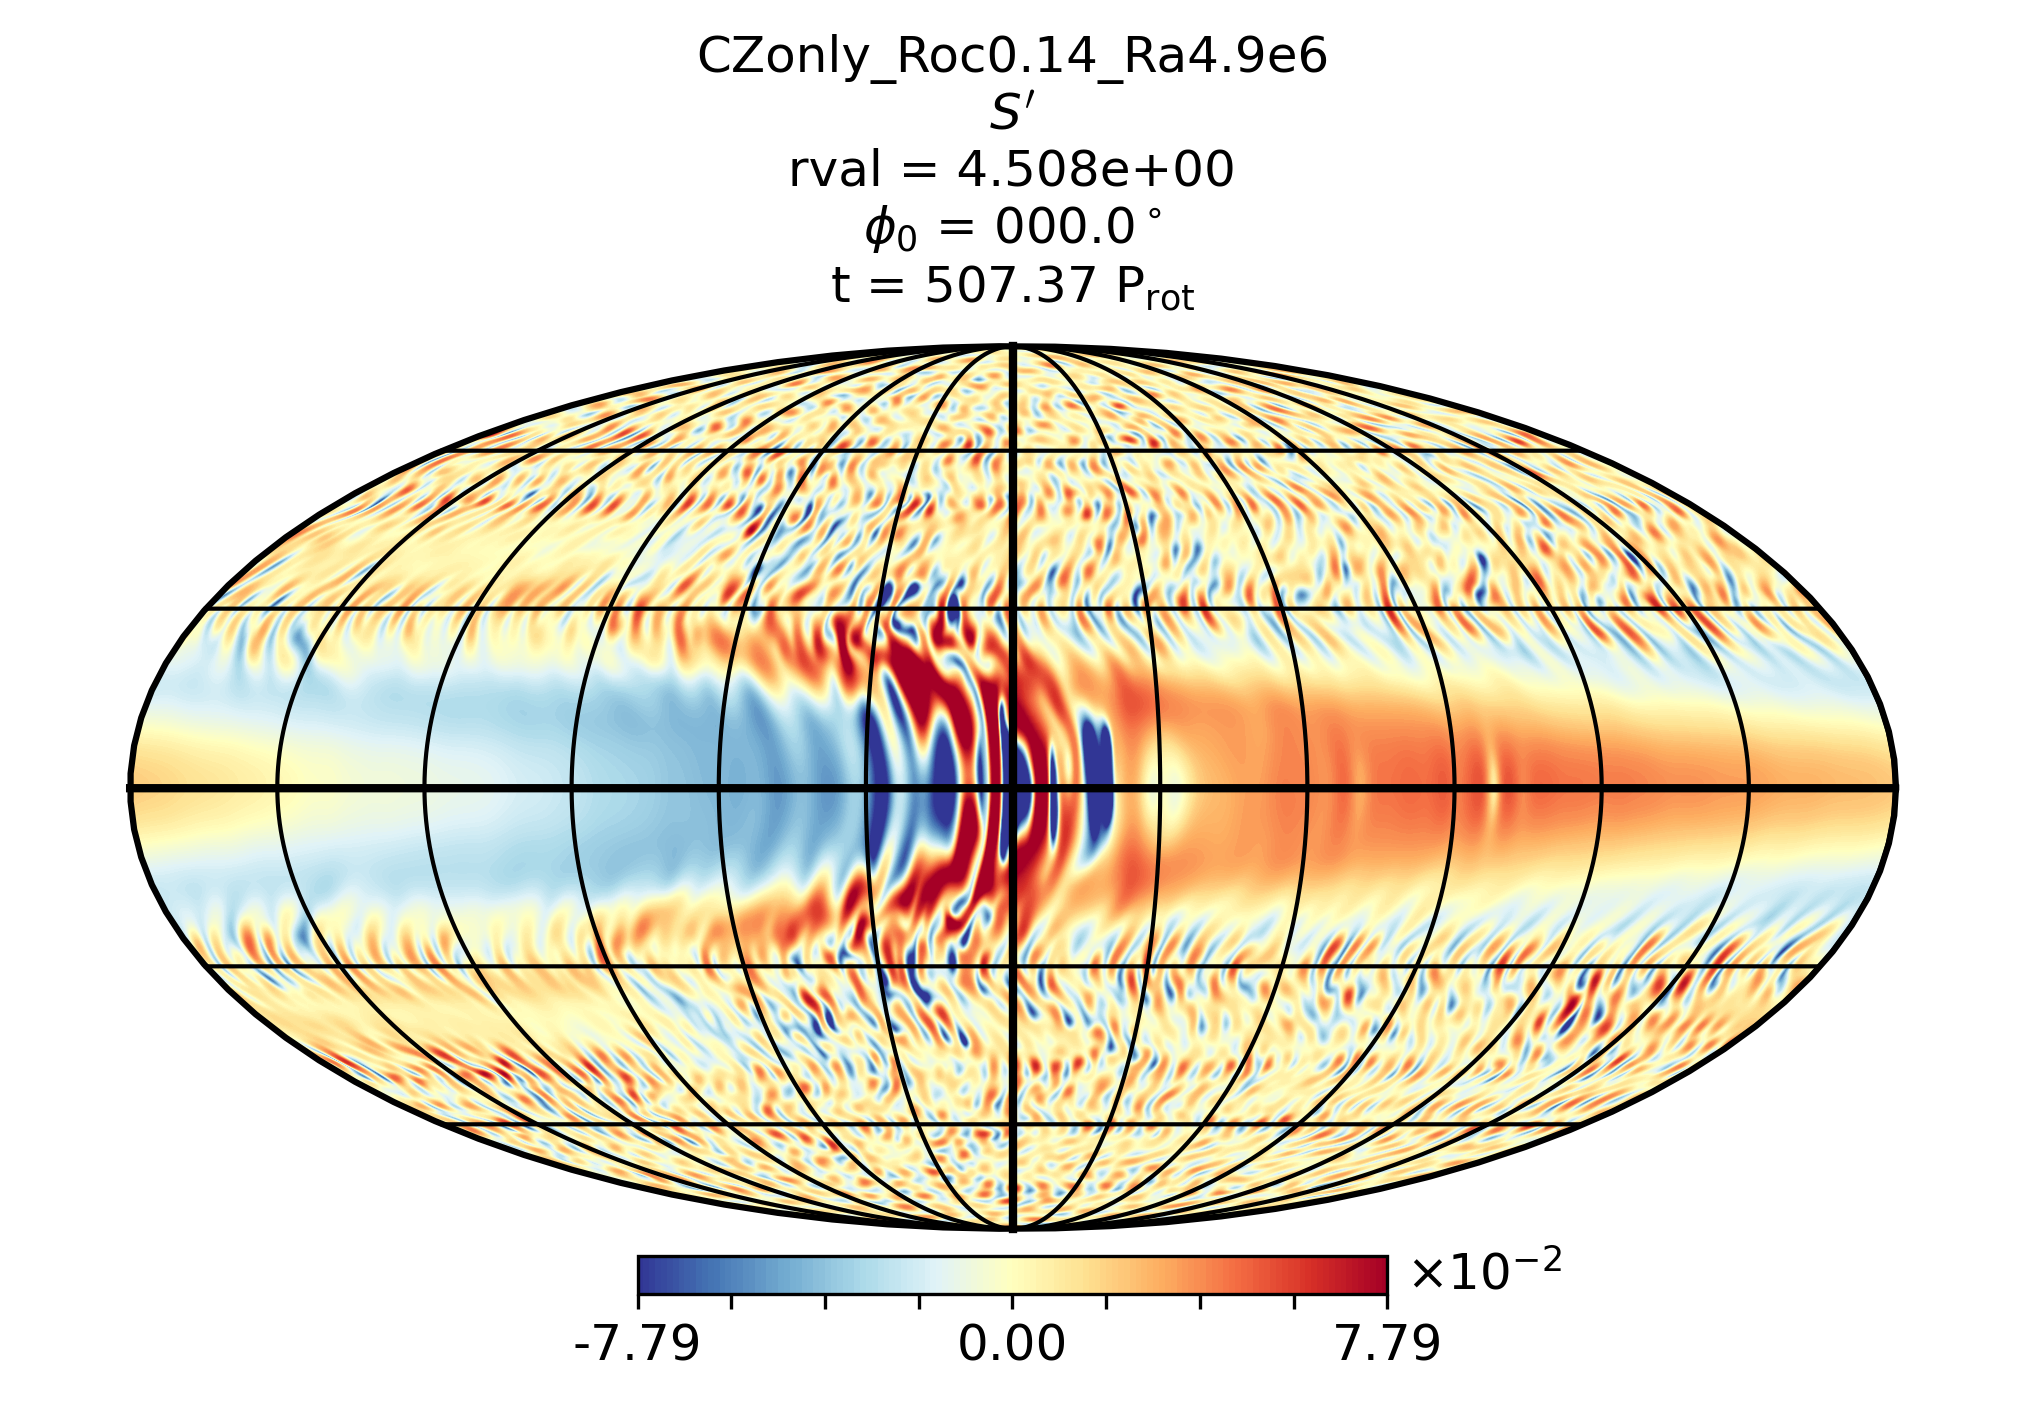 CZonly_Roc0.14_Ra4.9e6
S′
rval = 4.508e+00
ϕ₀ = 000.0°
t = 507.37 P_rot
×10⁻²
-7.79 0.00 7.79